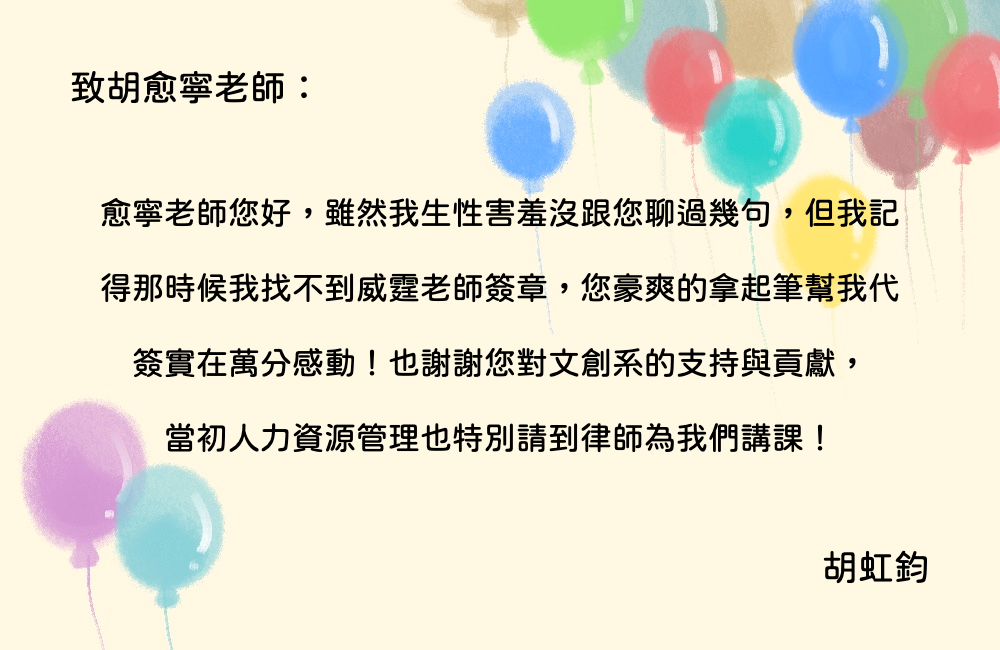 致胡愈寧老師：
愈寧老師您好，雖然我生性害羞沒跟您聊過幾句，但我記
得那時候我找不到威霆老師簽章，您豪爽的拿起筆幫我代
簽實在萬分感動！也謝謝您對文創系的支持與貢獻，
當初人力資源管理也特別請到律師為我們講課！
胡虹鈞